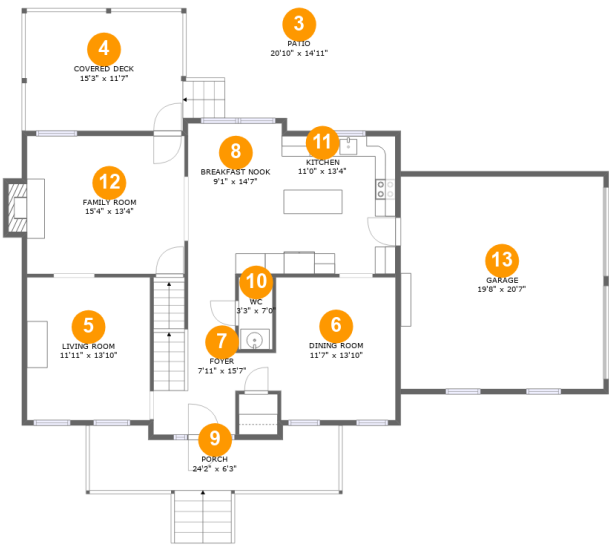 3
PATIO
20'10" x 14'11"
4
COVERED DECK
15'3" x 11'7"
11
KITCHEN
11'0" x 13'4"
8
BREAKFAST NOOK
9'1" x 14'7"
12
FAMILY ROOM
15'4" x 13'4"
13
GARAGE
19'8" x 20'7"
10
WC
3'3" x 7'0"
5
LIVING ROOM
11'11" x 13'10"
6
DINING ROOM
11'7" x 13'10"
7
FOYER
7'11" x 15'7"
9
PORCH
24'2" x 6'3"